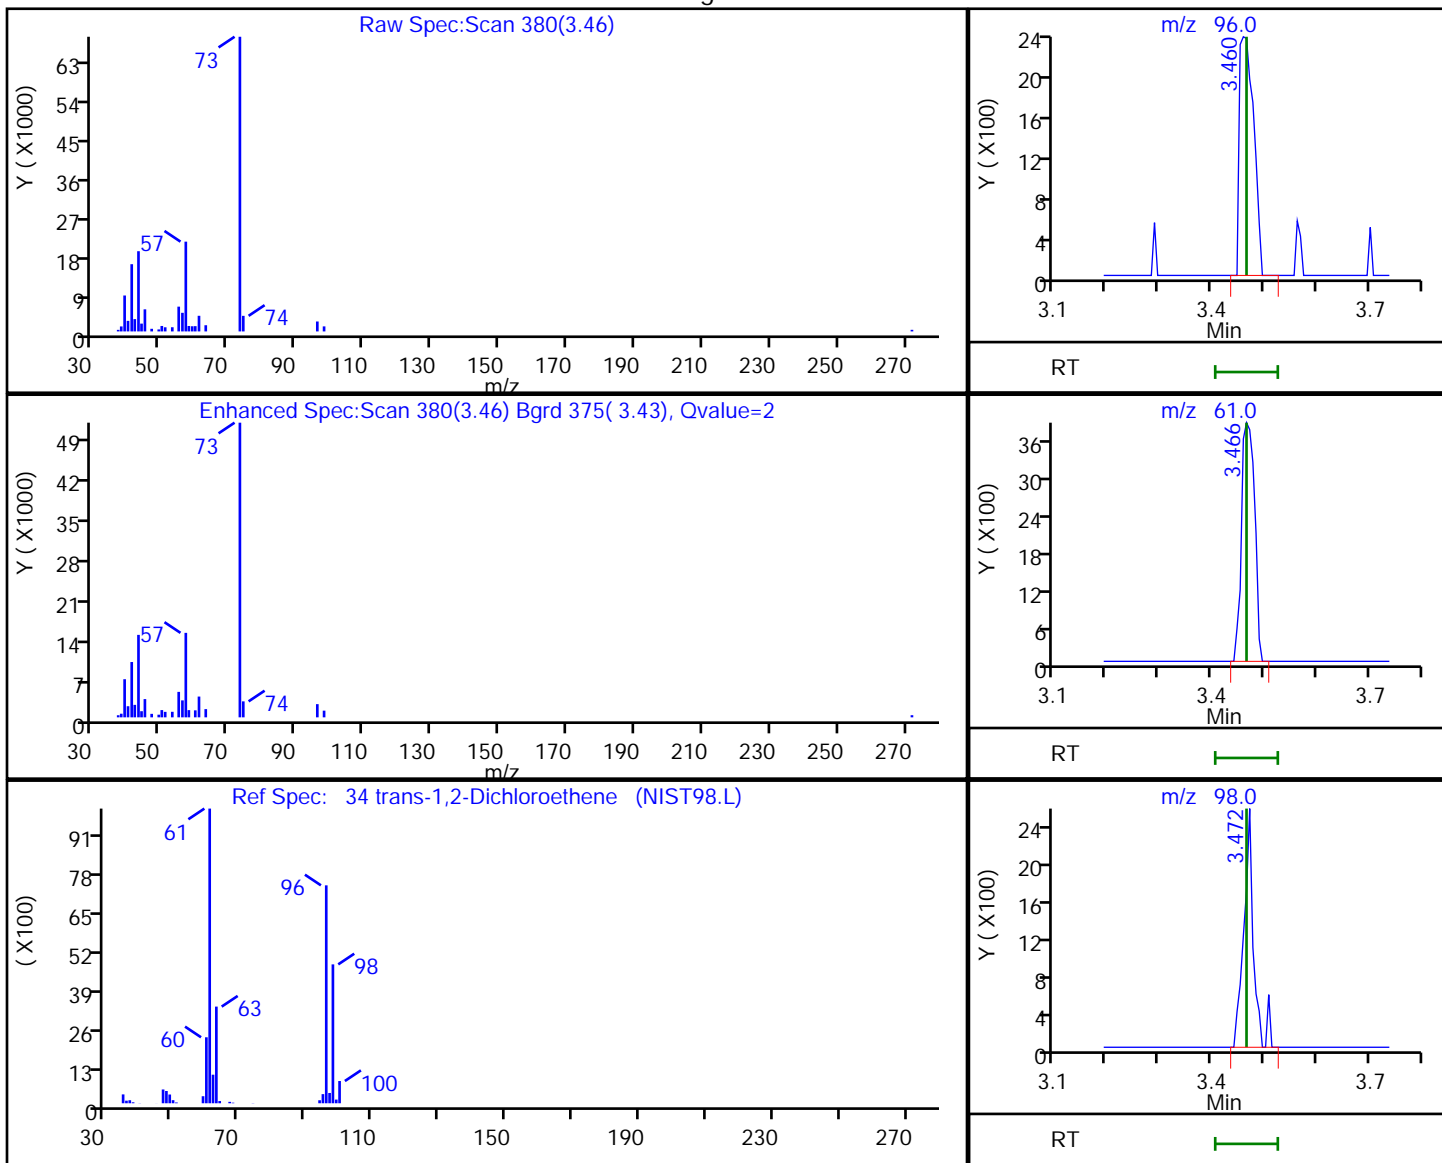 Raw Spec:Scan 380(3.46)
Y ( X1000)
63
54
45
36
27
18
9
0
73
57
74
30 50 70 90 110 130 150 170 190 210 230 250 270
m/z
m/z 96.0
Y ( X100)
24
20
16
12
8
4
0
3.460
3.1 3.4 3.7
Min
RT
Enhanced Spec:Scan 380(3.46) Bgrd 375( 3.43), Qvalue=2
Y ( X1000)
49
42
35
28
21
14
7
0
73
57
74
30 50 70 90 110 130 150 170 190 210 230 250 270
m/z
m/z 61.0
Y ( X100)
36
30
24
18
12
6
0
3.466
3.1 3.4 3.7
Min
RT
Ref Spec: 34 trans-1,2-Dichloroethene (NIST98.L)
( X100)
91
78
65
52
39
26
13
0
61
96
98
63
60
100
30 70 110 150 190 230 270
m/z 98.0
Y ( X100)
24
20
16
12
8
4
0
3.472
3.1 3.4 3.7
Min
RT